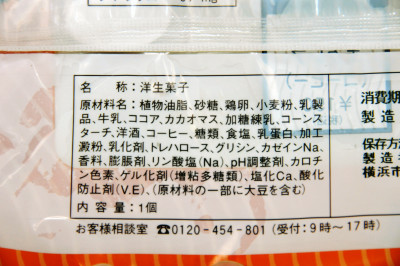 名 称:洋生菓子
原材料名:植物油脂、砂糖、鶏卵、小麦粉、乳製
品、牛乳、ココア、カカオマス、加糖練乳、コーンス
ターチ、洋酒、コーヒー、糖類、食塩、乳蛋白、加工
澱粉、乳化剤、トレハロース、グリシン、カゼインNa、
香料、膨脹剤、リン酸塩(Na)、pH調整剤、カロチ
ン色素、ゲル化剤(増粘多糖類)、塩化Ca、酸化
防止剤(V.E)、(原材料の一部に大豆を含む)
内 容 量:1個
お客様相談室 ☎0120-454-801(受付:9時〜17時)
消費期
製造
保存方
製造者
横浜市